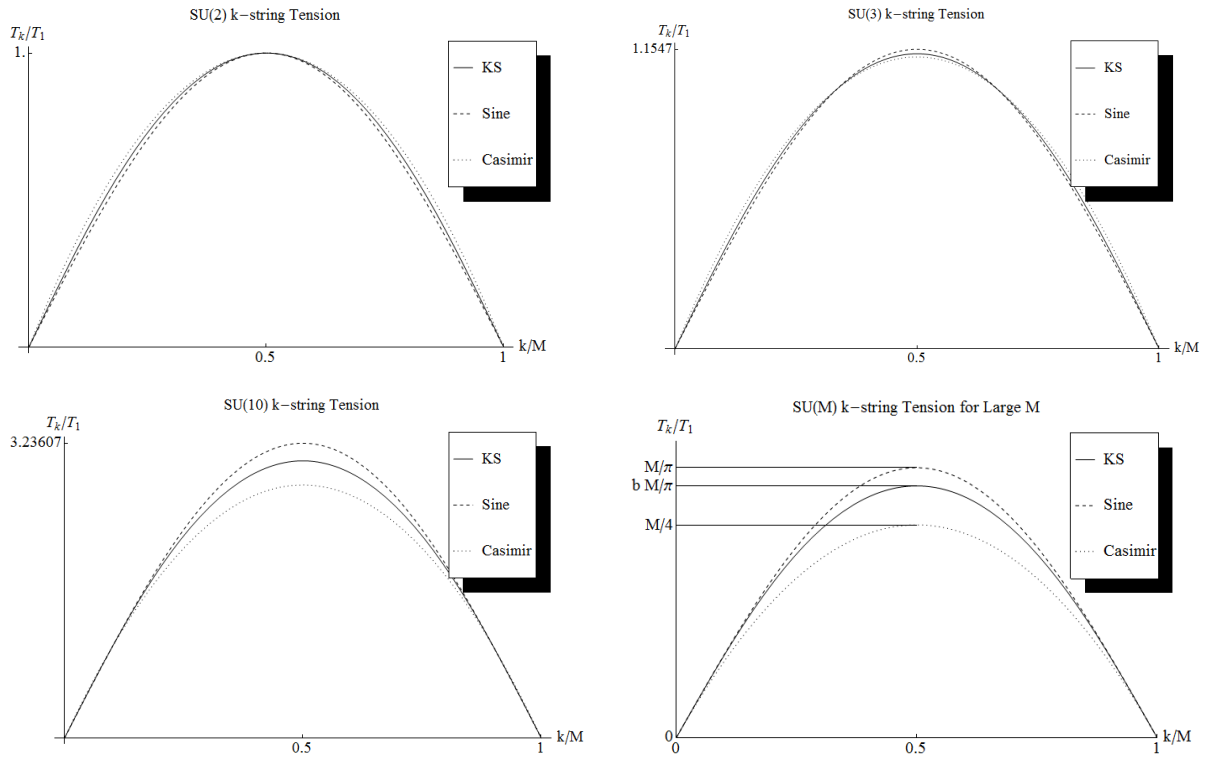 SU(2) k−string Tension
T_k/T_1
1.
KS
Sine
Casimir
0.5
1
k/M
SU(3) k−string Tension
T_k/T_1
1.1547
KS
Sine
Casimir
0.5
1
k/M
SU(10) k−string Tension
T_k/T_1
3.23607
KS
Sine
Casimir
0.5
1
k/M
SU(M) k−string Tension for Large M
T_k/T_1
M/π
b M/π
M/4
0
KS
Sine
Casimir
0
0.5
1
k/M